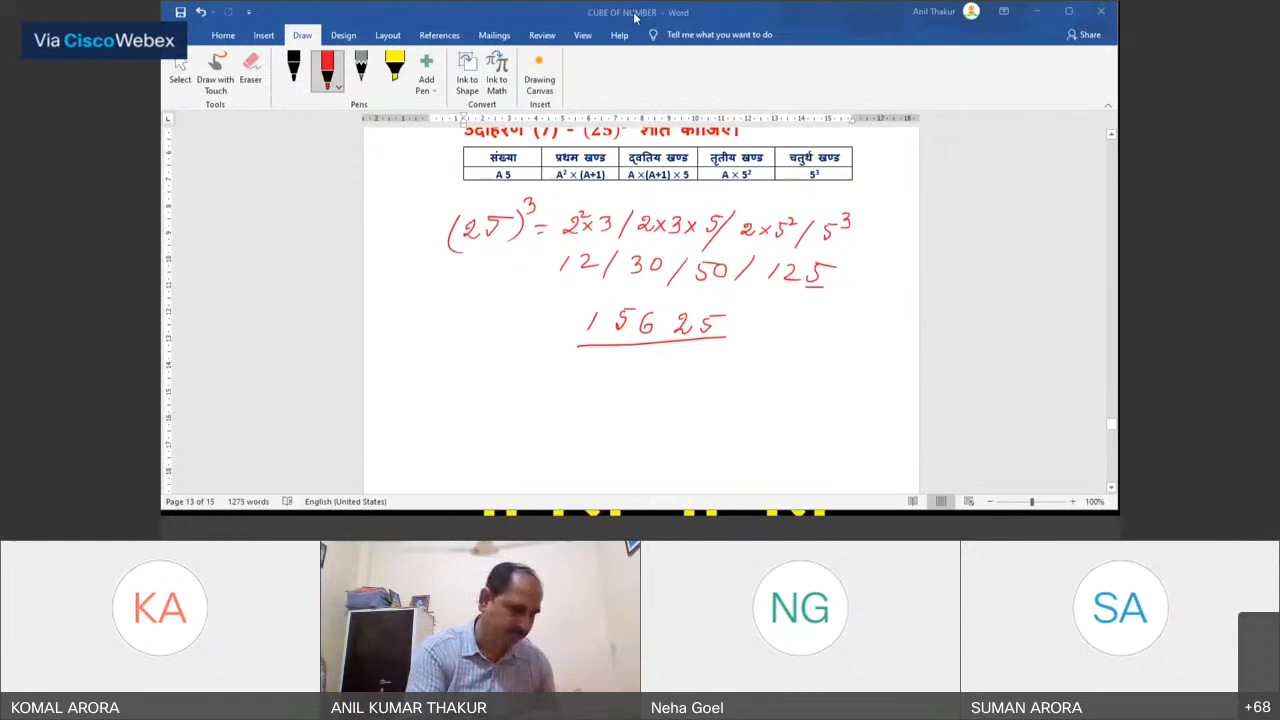 CUBE OF NUMBER - Word
Anil Thakur
Via CiscoWebex
Home Insert Draw Design Layout References Mailings Review View Help Tell me what you want to do
Share
Select Draw with Touch Eraser Add Pen Ink to Shape Ink to Math Drawing Canvas
Tools Pens Convert Insert
उदाहरण (7) - (25)³ ज्ञात कीजिए।
संख्या प्रथम खण्ड द्वतिय खण्ड तृतीय खण्ड चतुर्थ खण्ड
A 5 A² × (A+1) A ×(A+1) × 5 A × 5² 5³
(25)³ = 2²×3 / 2×3×5 / 2×5² / 5³
12 / 30 / 50 / 125
15625
Page 13 of 15 1275 words English (United States) 100%
KA NG SA
KOMAL ARORA ANIL KUMAR THAKUR Neha Goel SUMAN ARORA +68